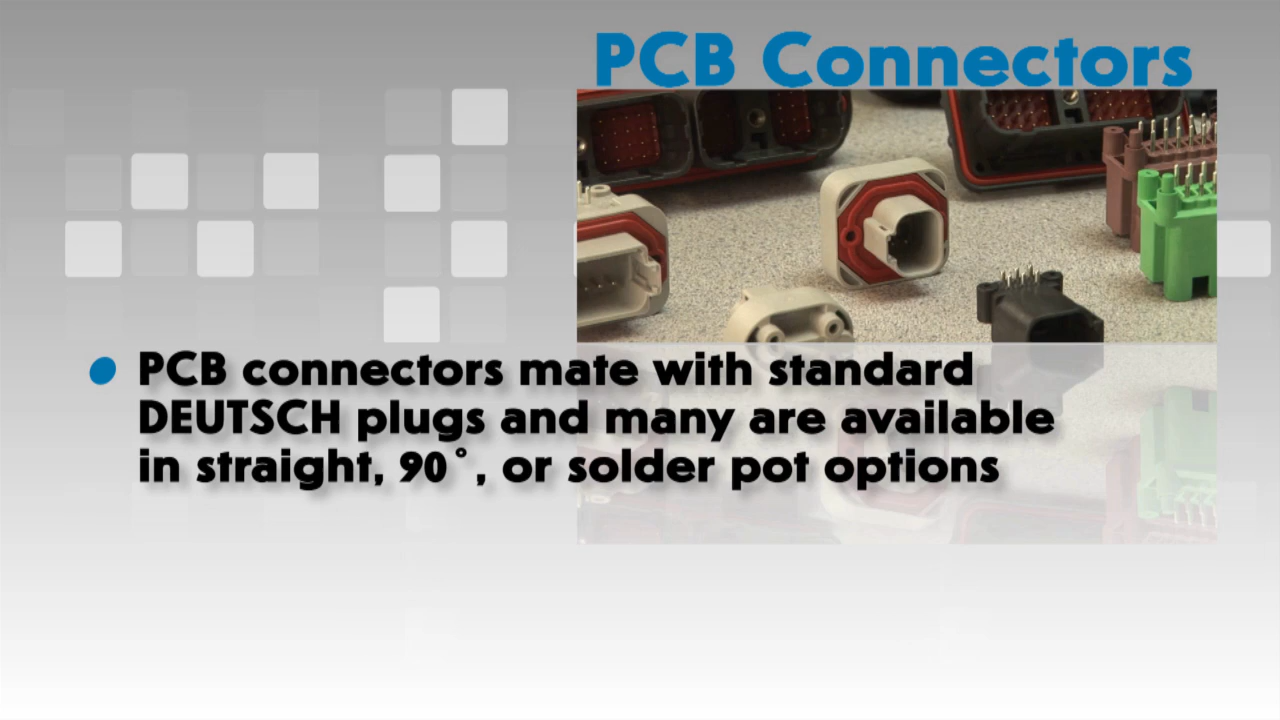 PCB Connectors
PCB connectors mate with standard
DEUTSCH plugs and many are available
in straight, 90°, or solder pot options